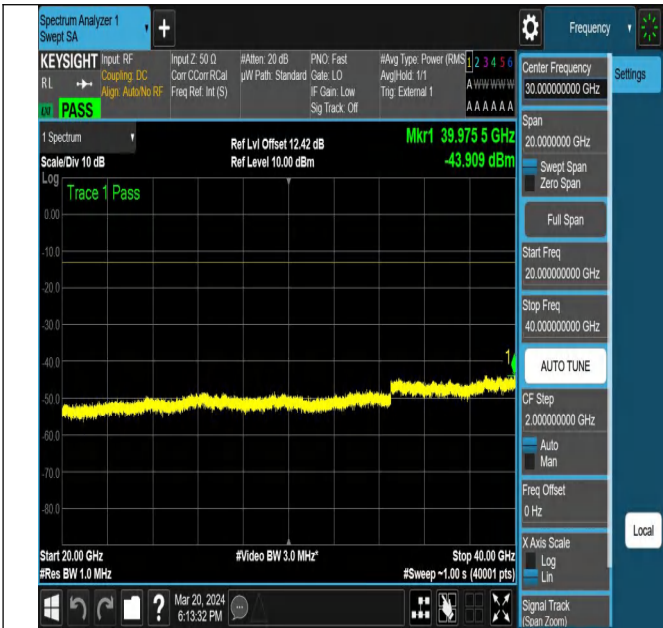 Spectrum Analyzer 1
Swept SA
Frequency
KEYSIGHT
RL
PASS
Input: RF
Coupling: DC
Align: Auto/No RF
Input Z: 50 Ω
Corr CCorr RCal
Freq Ref: Int (S)
#Atten: 20 dB
µW Path: Standard
PNO: Fast
Gate: LO
IF Gain: Low
Sig Track: Off
#Avg Type: Power (RMS
Avg|Hold: 1/1
Trig: External 1
1 2 3 4 5 6
A W W W W W
A A A A A A
1 Spectrum
Scale/Div 10 dB
Ref Lvl Offset 12.42 dB
Ref Level 10.00 dBm
Mkr1 39.975 5 GHz
-43.909 dBm
Log
Trace 1 Pass
0.00
-10.0
-20.0
-30.0
-40.0
-50.0
-60.0
-70.0
-80.0
1
Start 20.00 GHz
#Res BW 1.0 MHz
#Video BW 3.0 MHz*
Stop 40.00 GHz
#Sweep ~1.00 s (40001 pts)
?
Mar 20, 2024
6:13:32 PM
Center Frequency
30.000000000 GHz
Settings
Span
20.0000000 GHz
Swept Span
Zero Span
Full Span
Start Freq
20.000000000 GHz
Stop Freq
40.000000000 GHz
AUTO TUNE
CF Step
2.000000000 GHz
Auto
Man
Freq Offset
0 Hz
X Axis Scale
Log
Lin
Local
Signal Track
(Span Zoom)